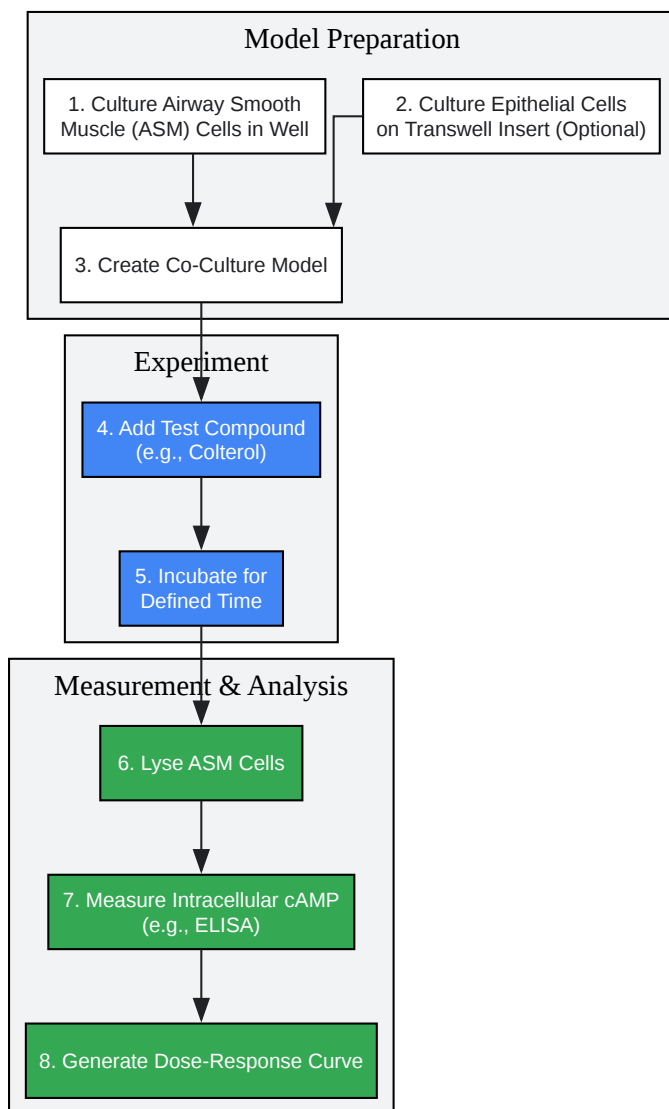 Model Preparation
1. Culture Airway Smooth
Muscle (ASM) Cells in Well
2. Culture Epithelial Cells
on Transwell Insert (Optional)
3. Create Co-Culture Model
Experiment
4. Add Test Compound
(e.g., Colterol)
5. Incubate for
Defined Time
Measurement & Analysis
6. Lyse ASM Cells
7. Measure Intracellular cAMP
(e.g., ELISA)
8. Generate Dose-Response Curve